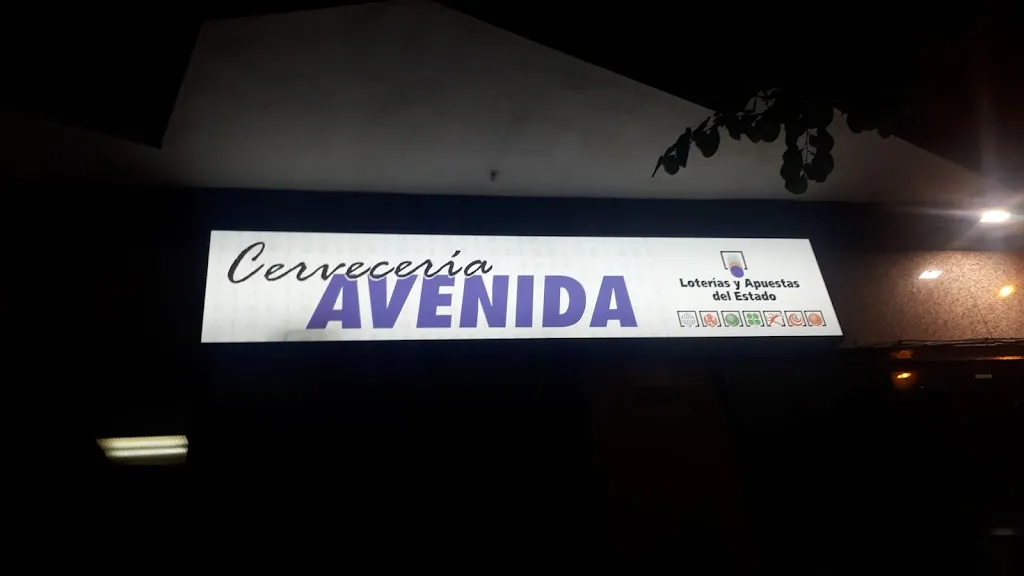 Cervecería
AVENIDA
Loterías y Apuestas
del Estado